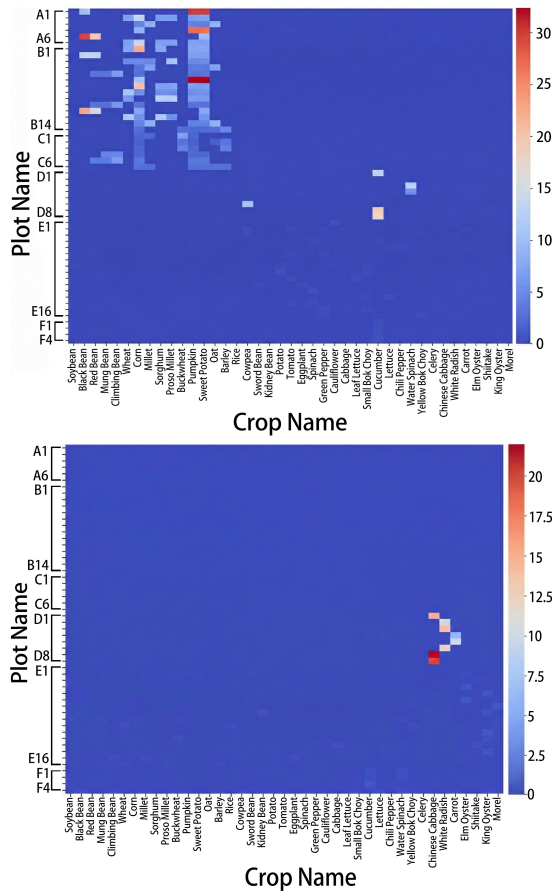 A1
A6
B1
B14
C1
C6
D1
D8
E1
E16
F1
F4
Plot Name
30
25
20
15
10
5
0
Soybean
Black Bean
Red Bean
Mung Bean
Climbing Bean
Wheat
Corn
Millet
Sorghum
Proso Millet
Buckwheat
Pumpkin
Sweet Potato
Oat
Barley
Rice
Cowpea
Sword Bean
Kidney Bean
Potato
Tomato
Eggplant
Spinach
Green Pepper
Cauliflower
Cabbage
Leaf Lettuce
Small Bok Choy
Cucumber
Lettuce
Chili Pepper
Water Spinach
Yellow Bok Choy
Celery
Chinese Cabbage
White Radish
Carrot
Elm Oyster
Shiitake
King Oyster
Morel
Crop Name
A1
A6
B1
B14
C1
C6
D1
D8
E1
E16
F1
F4
Plot Name
20
17.5
15
12.5
10
7.5
5
2.5
0
Soybean
Black Bean
Red Bean
Mung Bean
Climbing Bean
Wheat
Corn
Millet
Sorghum
Proso Millet
Buckwheat
Pumpkin
Sweet Potato
Oat
Barley
Rice
Cowpea
Sword Bean
Kidney Bean
Potato
Tomato
Eggplant
Spinach
Green Pepper
Cauliflower
Cabbage
Leaf Lettuce
Small Bok Choy
Cucumber
Lettuce
Chili Pepper
Water Spinach
Yellow Bok Choy
Celery
Chinese Cabbage
White Radish
Carrot
Elm Oyster
Shiitake
King Oyster
Morel
Crop Name